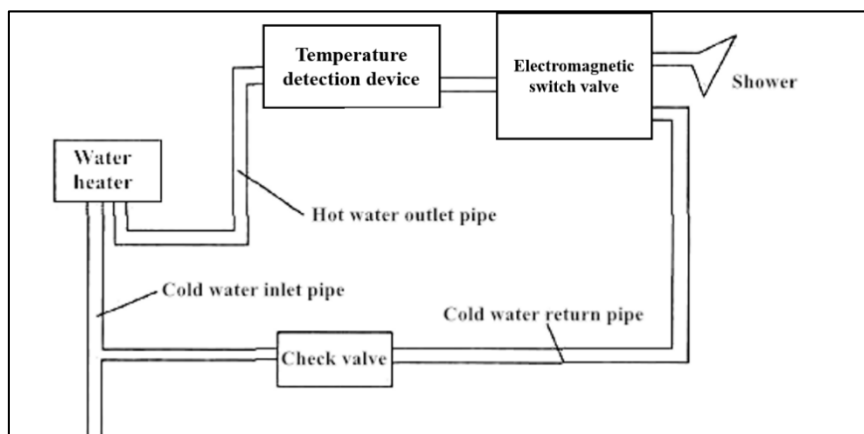 Temperature
detection device
Electromagnetic
switch valve
Shower
Water
heater
Hot water outlet pipe
Cold water inlet pipe
Cold water return pipe
Check valve